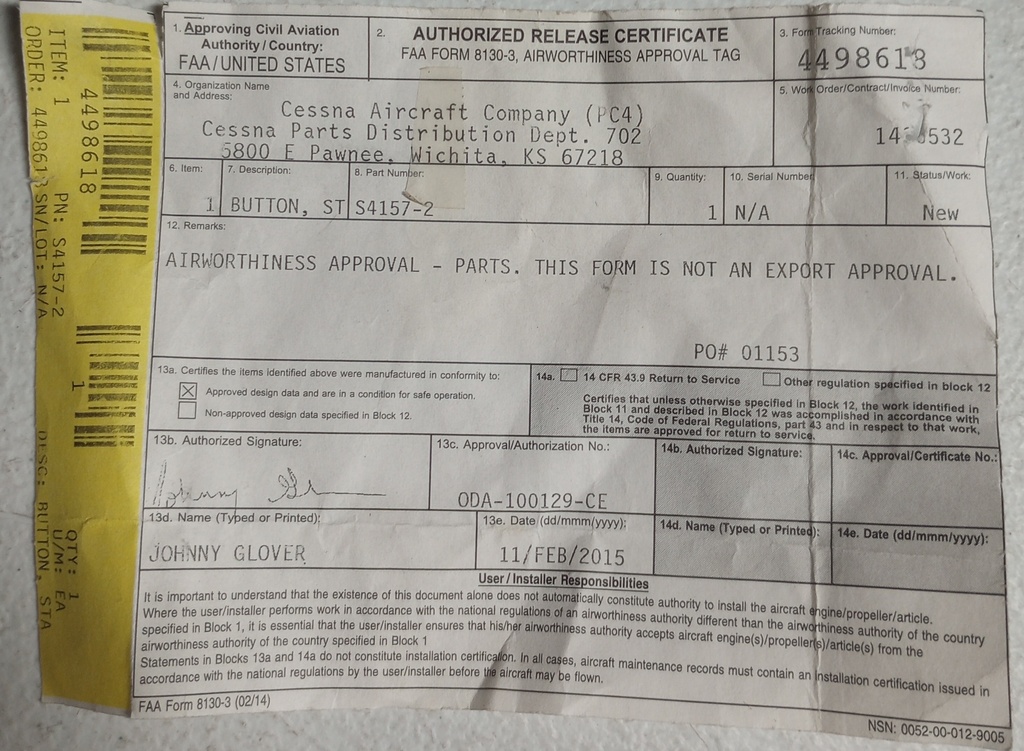 1. Approving Civil Aviation
Authority / Country:
FAA/UNITED STATES
2.
AUTHORIZED RELEASE CERTIFICATE
FAA FORM 8130-3, AIRWORTHINESS APPROVAL TAG
3. Form Tracking Number:
4498618
4. Organization Name
and Address:
Cessna Aircraft Company (PC4)
Cessna Parts Distribution Dept. 702
5800 E Pawnee, Wichita, KS 67218
5. Work Order/Contract/Invoice Number:
6. Item:
1
7. Description:
BUTTON, ST
8. Part Number:
S4157-2
9. Quantity:
1
10. Serial Number
N/A
11. Status/Work:
New
12. Remarks:
AIRWORTHINESS APPROVAL - PARTS. THIS FORM IS NOT AN EXPORT APPROVAL.
PO# 01153
13a. Certifies the items identified above were manufactured in conformity to:
Approved design data and are in a condition for safe operation.
Non-approved design data specified in Block 12.
14a. 14 CFR 43.9 Return to Service Other regulation specified in block 12
Certifies that unless otherwise specified in Block 12, the work identified in
Block 11 and described in Block 12 was accomplished in accordance with
Title 14, Code of Federal Regulations, part 43 and in respect to that work,
the items are approved for return to service.
13b. Authorized Signature:
Johnny
13c. Approval/Authorization No.:
ODA-100129-CE
14b. Authorized Signature:
14c. Approval/Certificate No.:
13d. Name (Typed or Printed):
JOHNNY GLOVER
13e. Date (dd/mmm/yyyy):
11/FEB/2015
14d. Name (Typed or Printed):
14e. Date (dd/mmm/yyyy):
User / Installer Responsibilities
It is important to understand that the existence of this document alone does not automatically constitute authority to install the aircraft engine/propeller/article.
Where the user/installer performs work in accordance with the national regulations of an airworthiness authority different than the airworthiness authority of the country
specified in Block 1, it is essential that the user/installer ensures that his/her airworthiness authority accepts aircraft engine(s)/propeller(s)/article(s) from the
airworthiness authority of the country specified in Block 1
Statements in Blocks 13a and 14a do not constitute installation certification. In all cases, aircraft maintenance records must contain an installation certification issued in
accordance with the national regulations by the user/installer before the aircraft may be flown.
FAA Form 8130-3 (02/14)
NSN: 0052-00-012-9005
4498618
ITEM: 1 PN: S4157-2
ORDER: 4498618 SN/LOT: N/A
1
QTY: 1
U/M: EA
DISC: BUTTON, STA